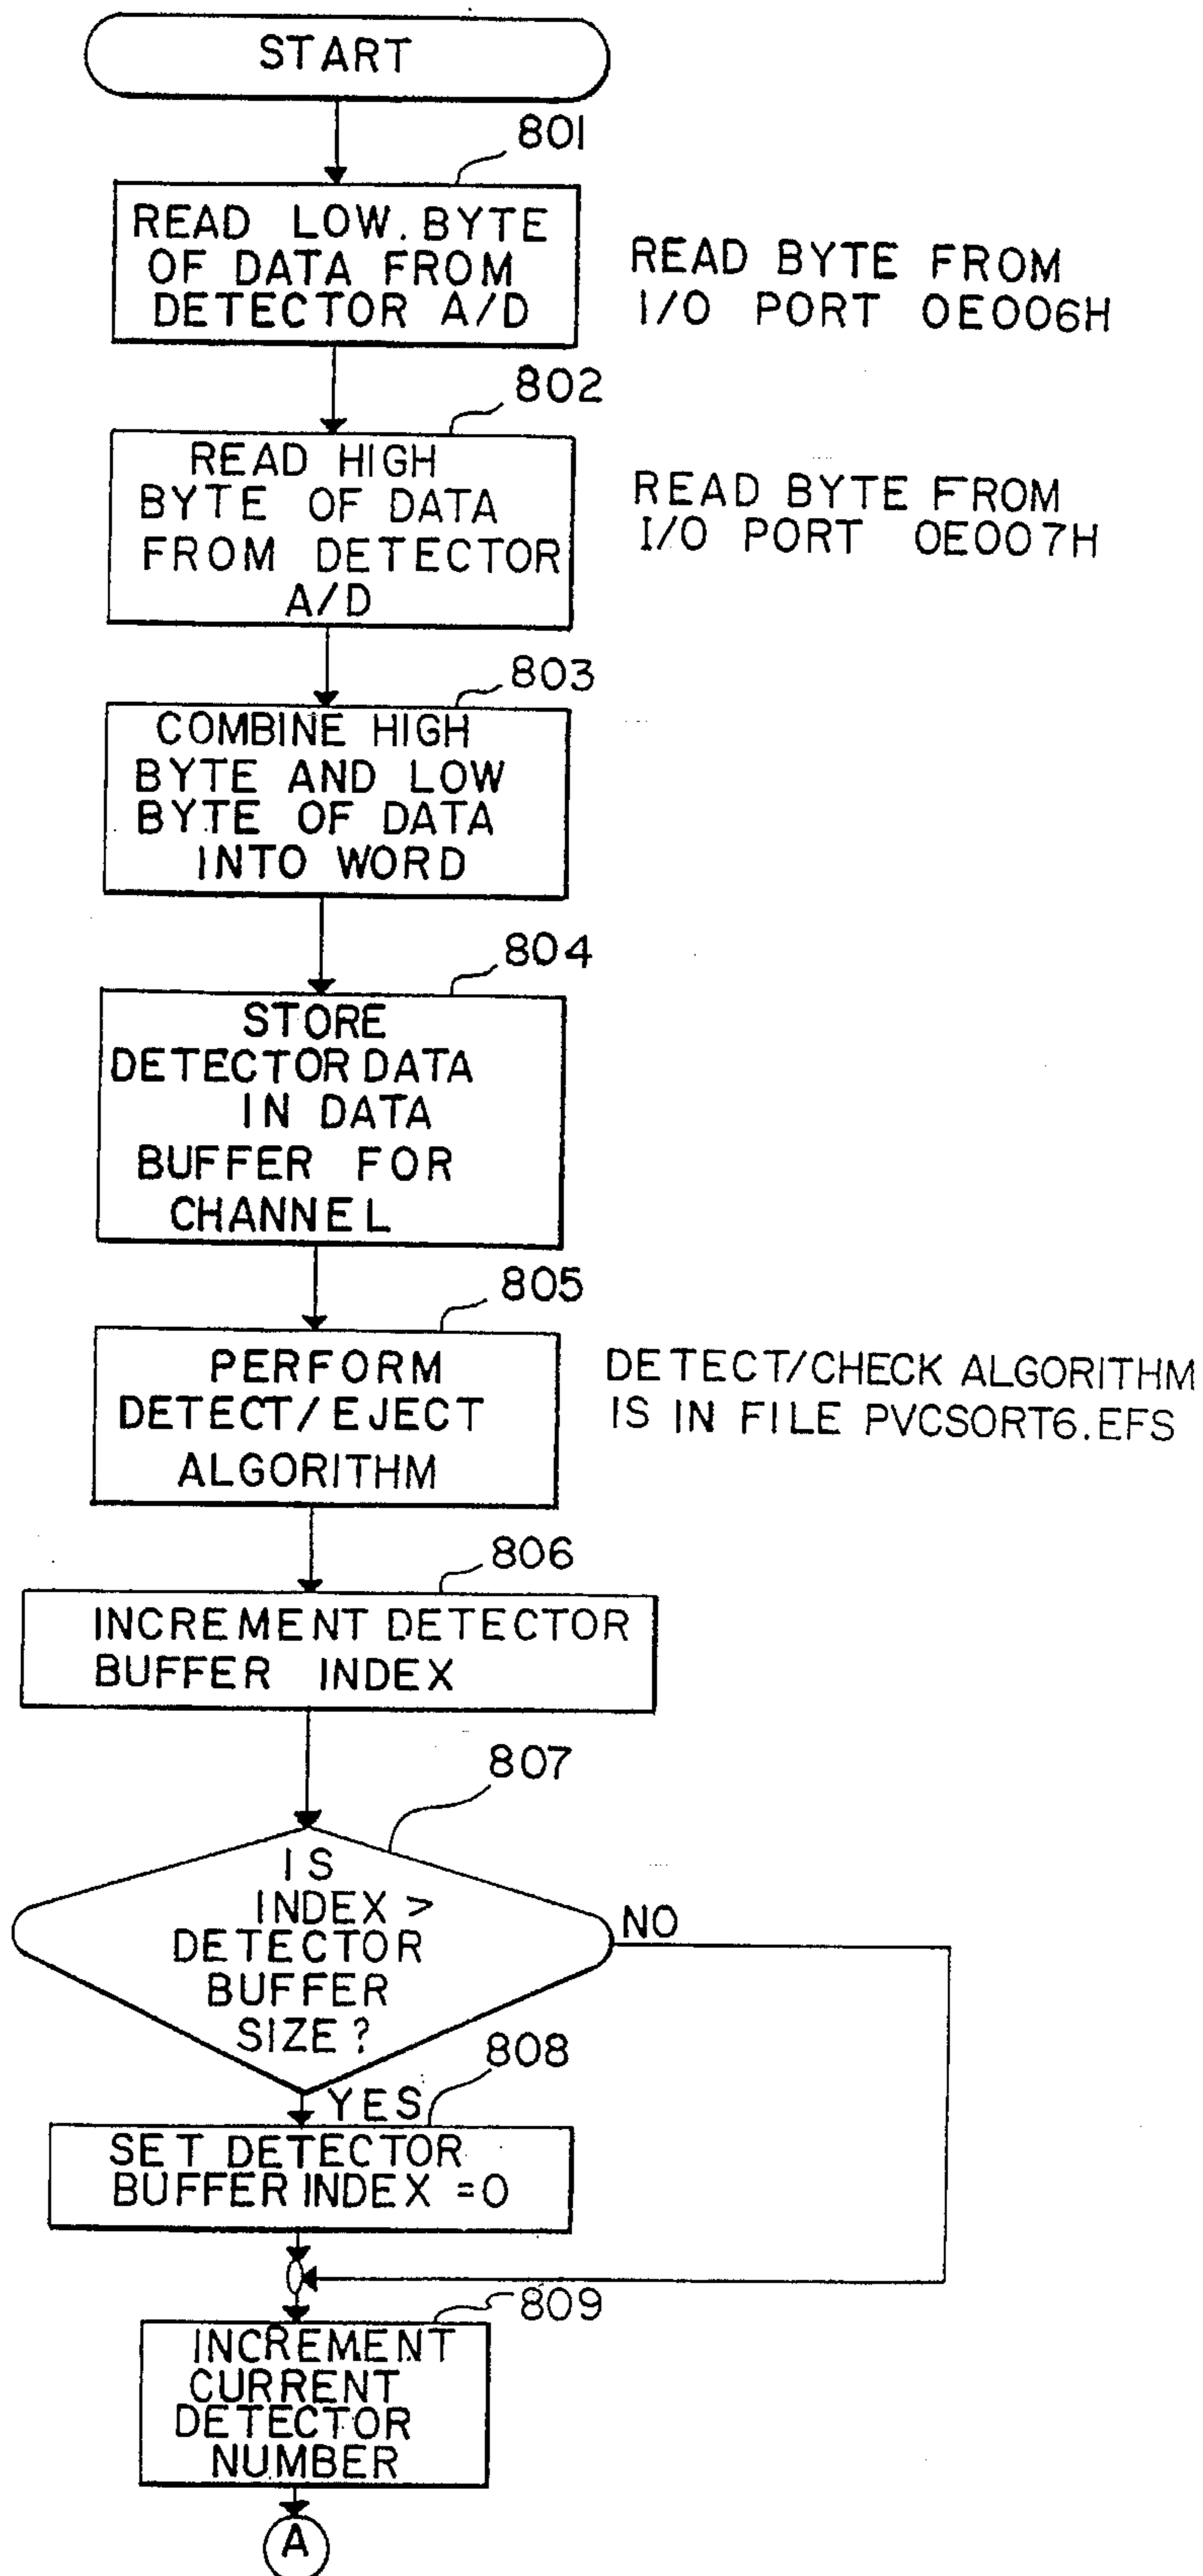 START
801
READ LOW. BYTE
OF DATA FROM
DETECTOR A/D
READ BYTE FROM
I/O PORT 0E006H
802
READ HIGH
BYTE OF DATA
FROM DETECTOR
A/D
READ BYTE FROM
I/O PORT 0E007H
803
COMBINE HIGH
BYTE AND LOW
BYTE OF DATA
INTO WORD
804
STORE
DETECTOR DATA
IN DATA
BUFFER FOR
CHANNEL
805
PERFORM
DETECT/EJECT
ALGORITHM
DETECT/CHECK ALGORITHM
IS IN FILE PVCSORT6.EFS
806
INCREMENT DETECTOR
BUFFER INDEX
807
IS
INDEX >
DETECTOR
BUFFER
SIZE?
NO
808
YES
SET DETECTOR
BUFFER INDEX =0
809
INCREMENT
CURRENT
DETECTOR
NUMBER
A